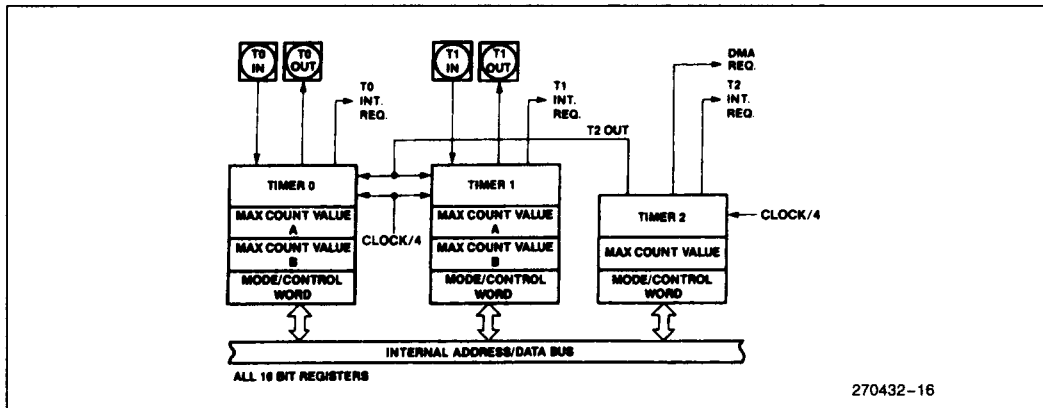 T0
IN
T0
OUT
T0
INT.
REQ.
T1
IN
T1
OUT
T1
INT.
REQ.
T2 OUT
DMA
REQ.
T2
INT.
REQ.
TIMER 0
MAX COUNT VALUE
A
MAX COUNT VALUE
B
MODE/CONTROL
WORD
CLOCK/4
TIMER 1
MAX COUNT VALUE
A
MAX COUNT VALUE
B
MODE/CONTROL
WORD
TIMER 2
MAX COUNT VALUE
MODE/CONTROL
WORD
CLOCK/4
INTERNAL ADDRESS/DATA BUS
ALL 16 BIT REGISTERS
270432-16